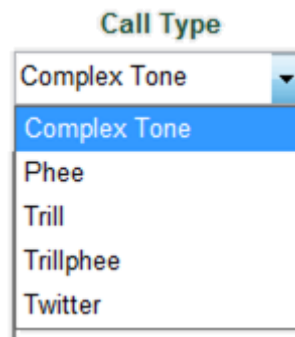 Call Type
Complex Tone
Complex Tone
Phee
Trill
Trillphee
Twitter